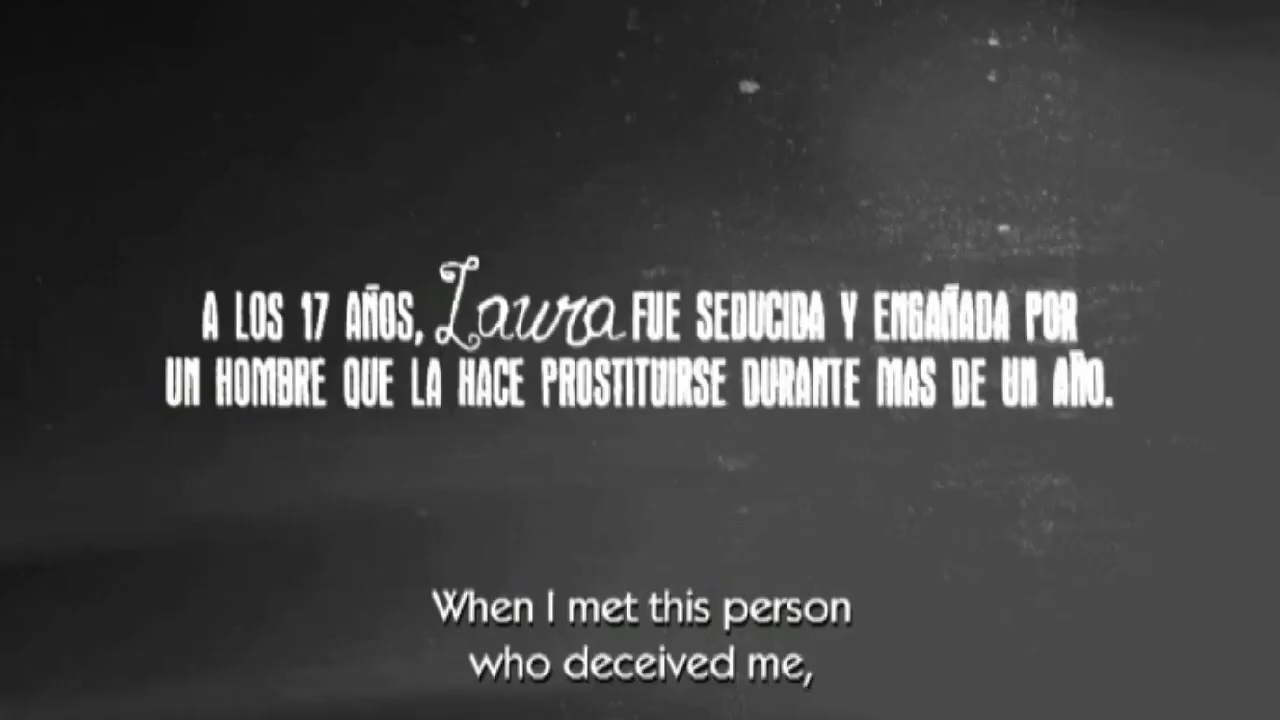 A LOS 17 AÑOS, Laura FUE SEDUCIDA Y ENGAÑADA POR
UN HOMBRE QUE LA HACE PROSTITUIRSE DURANTE MAS DE UN AÑO.
When I met this person
who deceived me,